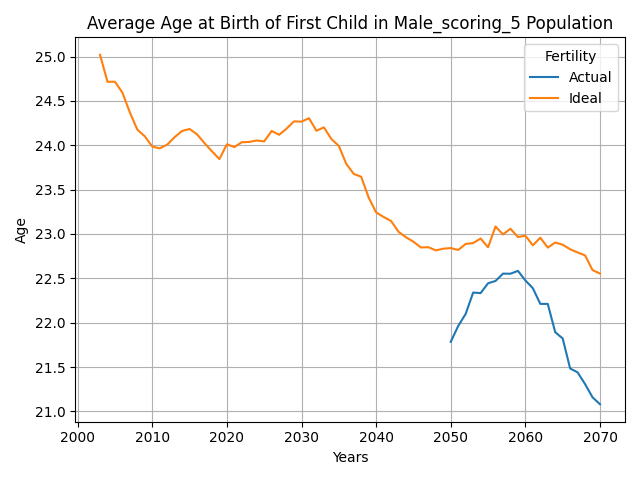 Average Age at Birth of First Child in Male_scoring_5 Population
Fertility
Actual
Ideal
Age
25.0
24.5
24.0
23.5
23.0
22.5
22.0
21.5
21.0
2000 2010 2020 2030 2040 2050 2060 2070
Years